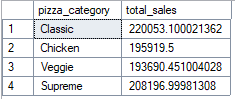 pizza_category total_sales
1 Classic 220053.100021362
2 Chicken 195919.5
3 Veggie 193690.451004028
4 Supreme 208196.99981308